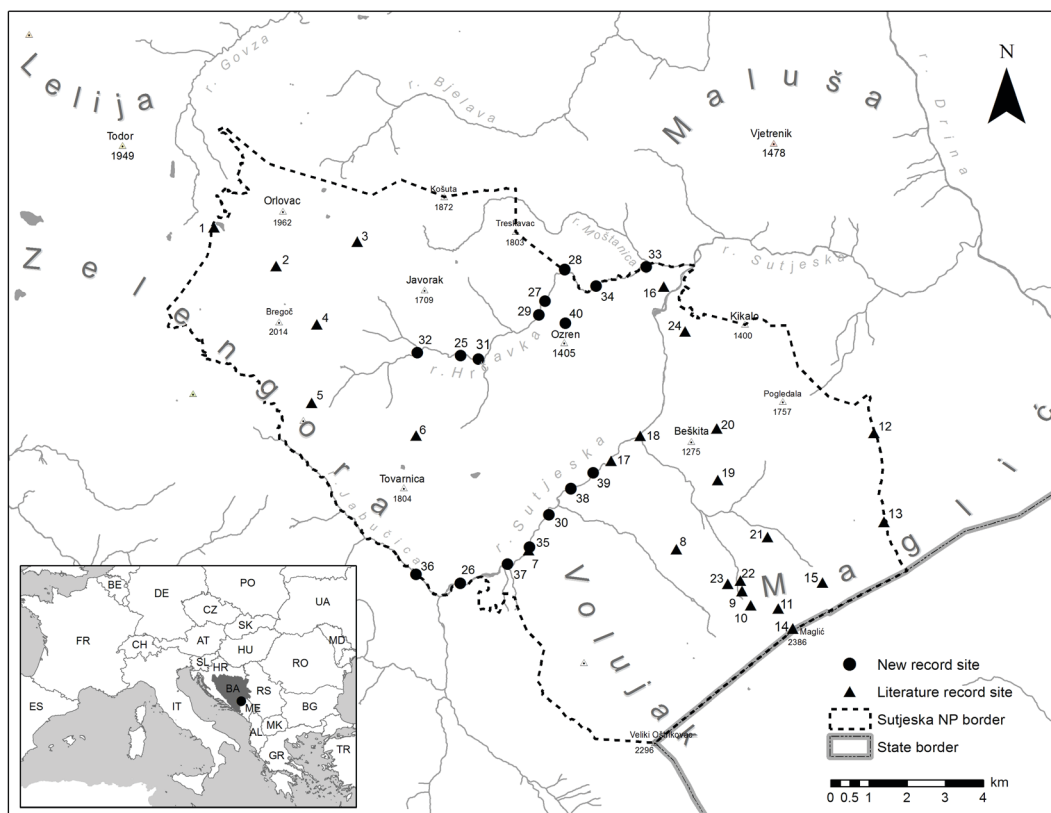 Lelija
Todor
1949
r. Govza
r. Bjelava
Maluša
Vjetrenik
1478
r. Drina
N
Zelengora
Orlovac
1962
Košuta
1872
Treskavac
1803
r. Moštanica
r. Sutjeska
1
2
3
Bregoč
2014
4
Javorak
1709
28
33
34
16
27
29
40
Ozren
1405
24
Kikalo
1400
32
25
31
r. Hrčavka
5
6
Pogledala
1757
Tovarnica
1804
r. Jabučica
r. Sutjeska
18
17
39
38
30
35
7
37
36
26
Beškita
1275
20
19
12
13
8
21
22
23
9
10
11
15
14
Maglić
Maglić
2386
Volujak
2296
New record site
Literature record site
Sutjeska NP border
State border
km
0 0.5 1 2 3 4
BE
DE
PO
UA
CZ
SK
FR
CH
AT
HU
MD
SL
HR
RO
BA
RS
ES
IT
ME
BG
AL
MK
GR
TR